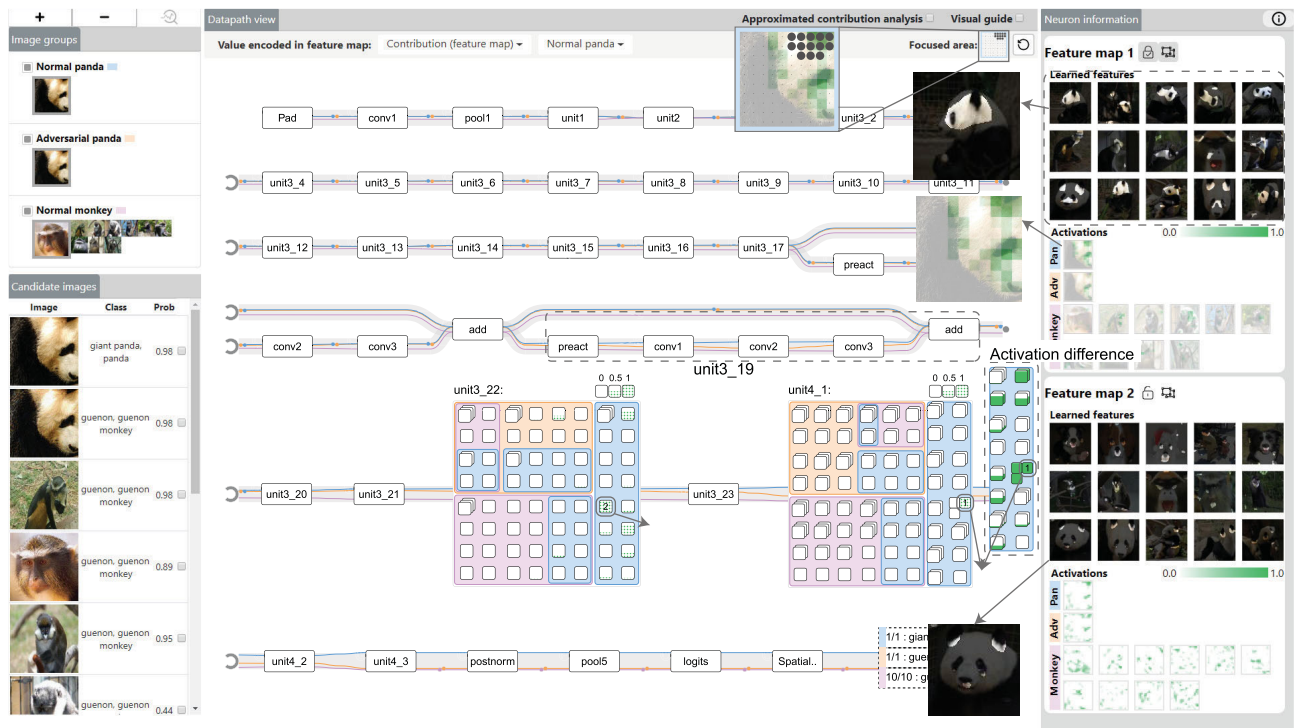 + −
Image groups
Normal panda
Adversarial panda
Normal monkey
Candidate images
Image Class Prob
giant panda,
panda
0.98
guenon, guenon
monkey
0.98
guenon, guenon
monkey
0.98
guenon, guenon
monkey
0.89
guenon, guenon
monkey
0.95
guenon, guenon
monkey
0.44
Datapath view
Approximated contribution analysis Visual guide
Value encoded in feature map: Contribution (feature map) Normal panda Focused area:
Pad conv1 pool1 unit1 unit2 unit3_2
unit3_4 unit3_5 unit3_6 unit3_7 unit3_8 unit3_9 unit3_10 unit3_11
unit3_12 unit3_13 unit3_14 unit3_15 unit3_16 unit3_17
preact
add add
conv2 conv3 preact conv1 conv2 conv3
unit3_19
Activation difference
unit3_22: 0 0.5 1
unit4_1: 0 0.5 1
unit3_20 unit3_21 unit3_23
2
1
1
unit4_2 unit4_3 postnorm pool5 logits Spatial..
1/1 : gian
1/1 : gue
10/10 : g
Neuron information
Feature map 1
Learned features
Activations 0.0 1.0
Pan
Adv
nkey
Feature map 2
Learned features
Activations 0.0 1.0
Pan
Adv
Monkey